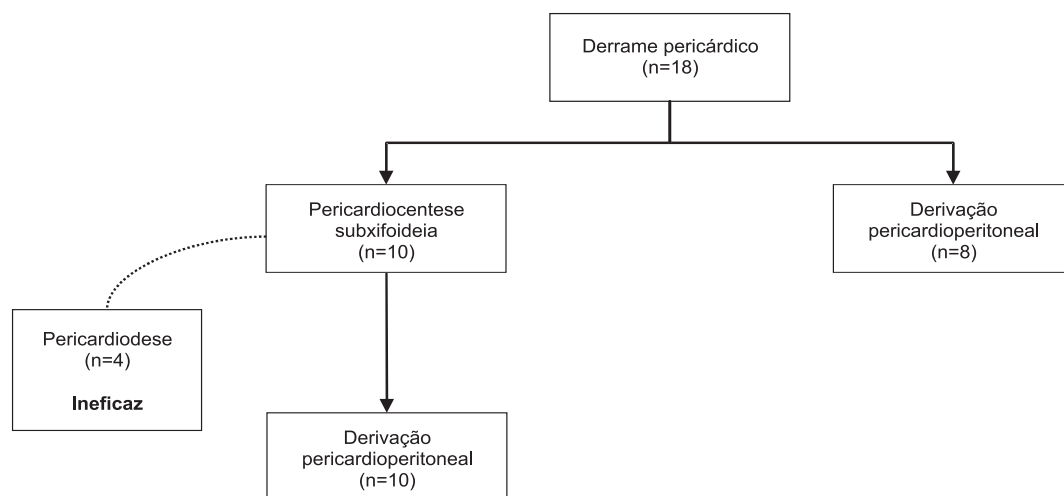 Derrame pericárdico
(n=18)
Pericardiocentese
subxifoideia
(n=10)
Derivação
pericardioperitoneal
(n=8)
Pericardiodese
(n=4)
Ineficaz
Derivação
pericardioperitoneal
(n=10)